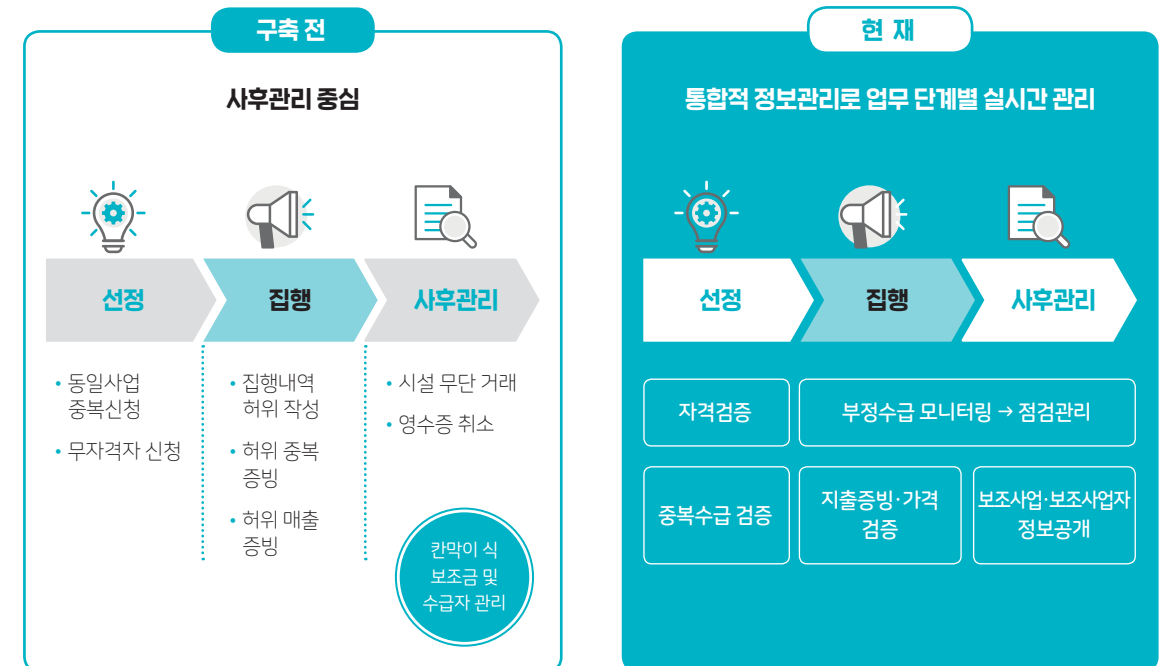 구축 전
사후관리 중심
선정
집행
사후관리
• 동일사업
중복신청
• 무자격자 신청
• 집행내역
허위 작성
• 허위 중복
증빙
• 허위 매출
증빙
• 시설 무단 거래
• 영수증 취소
칸막이 식
보조금 및
수급자 관리
현 재
통합적 정보관리로 업무 단계별 실시간 관리
선정
집행
사후관리
자격검증
부정수급 모니터링 → 점검관리
중복수급 검증
지출증빙·가격
검증
보조사업·보조사업자
정보공개